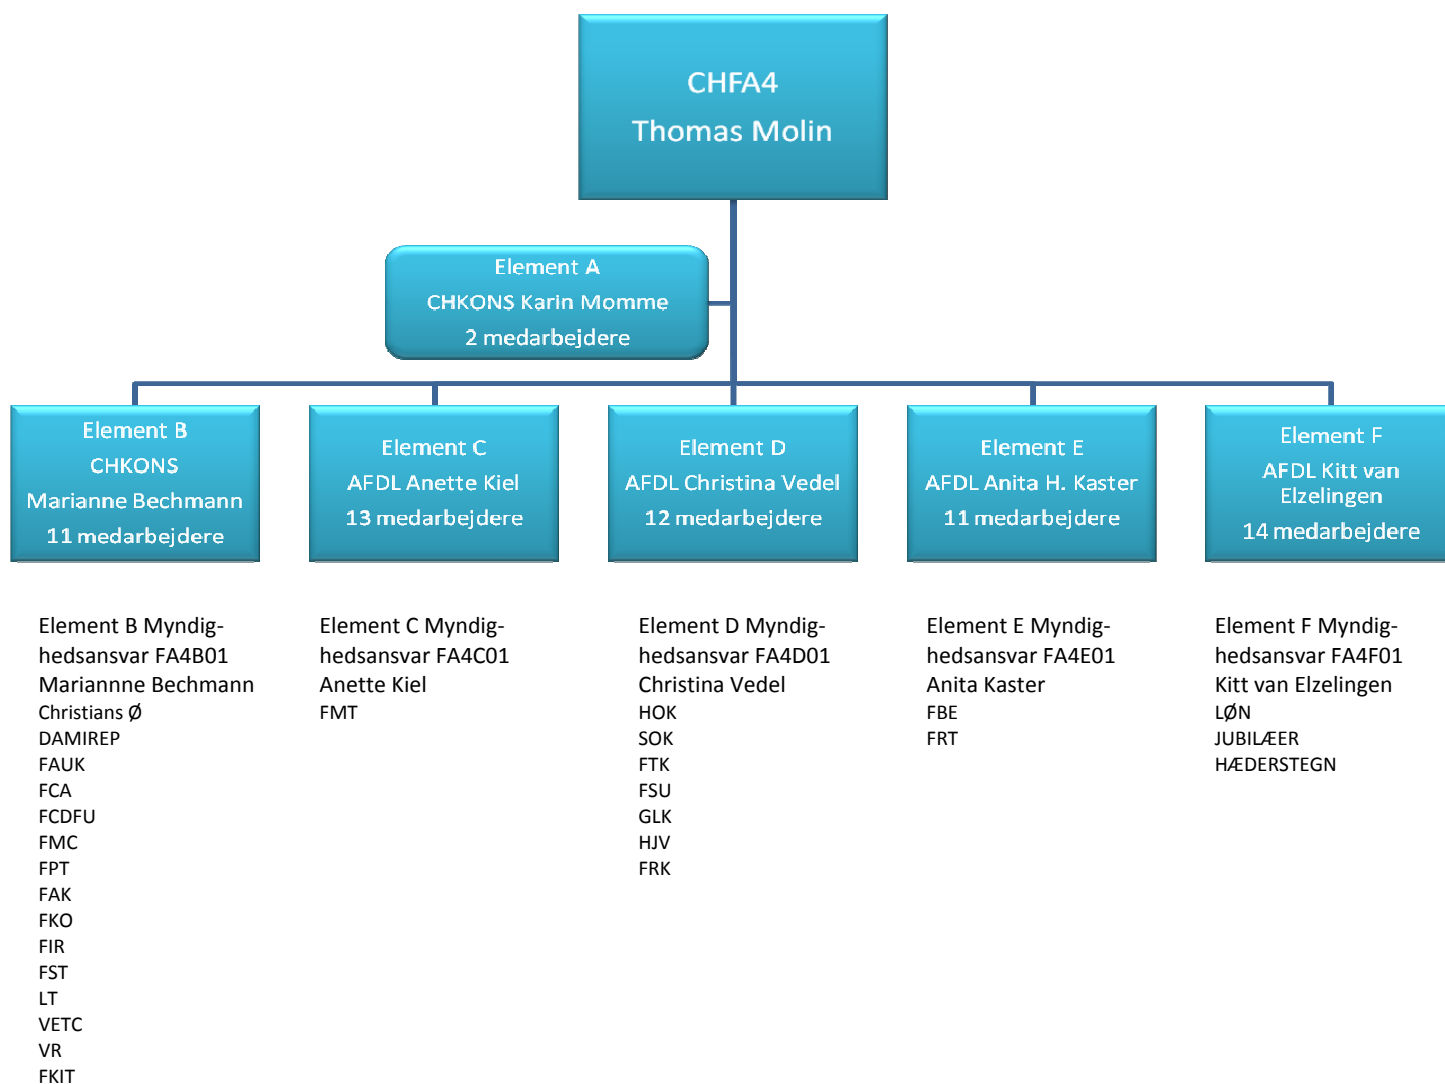 CHFA4
Thomas Molin
Element A
CHKONS Karin Momme
2 medarbejdere
Element B
CHKONS
Marianne Bechmann
11 medarbejdere
Element C
AFDL Anette Kiel
13 medarbejdere
Element D
AFDL Christina Vedel
12 medarbejdere
Element E
AFDL Anita H. Kaster
11 medarbejdere
Element F
AFDL Kitt van
Elzelingen
14 medarbejdere
Element B Myndig-
hedsansvar FA4B01
Mariannne Bechmann
Christians Ø
DAMIREP
FAUK
FCA
FCDFU
FMC
FPT
FAK
FKO
FIR
FST
LT
VETC
VR
FKIT
Element C Myndig-
hedsansvar FA4C01
Anette Kiel
FMT
Element D Myndig-
hedsansvar FA4D01
Christina Vedel
HOK
SOK
FTK
FSU
GLK
HJV
FRK
Element E Myndig-
hedsansvar FA4E01
Anita Kaster
FBE
FRT
Element F Myndig-
hedsansvar FA4F01
Kitt van Elzelingen
LØN
JUBILÆER
HÆDERSTEGN